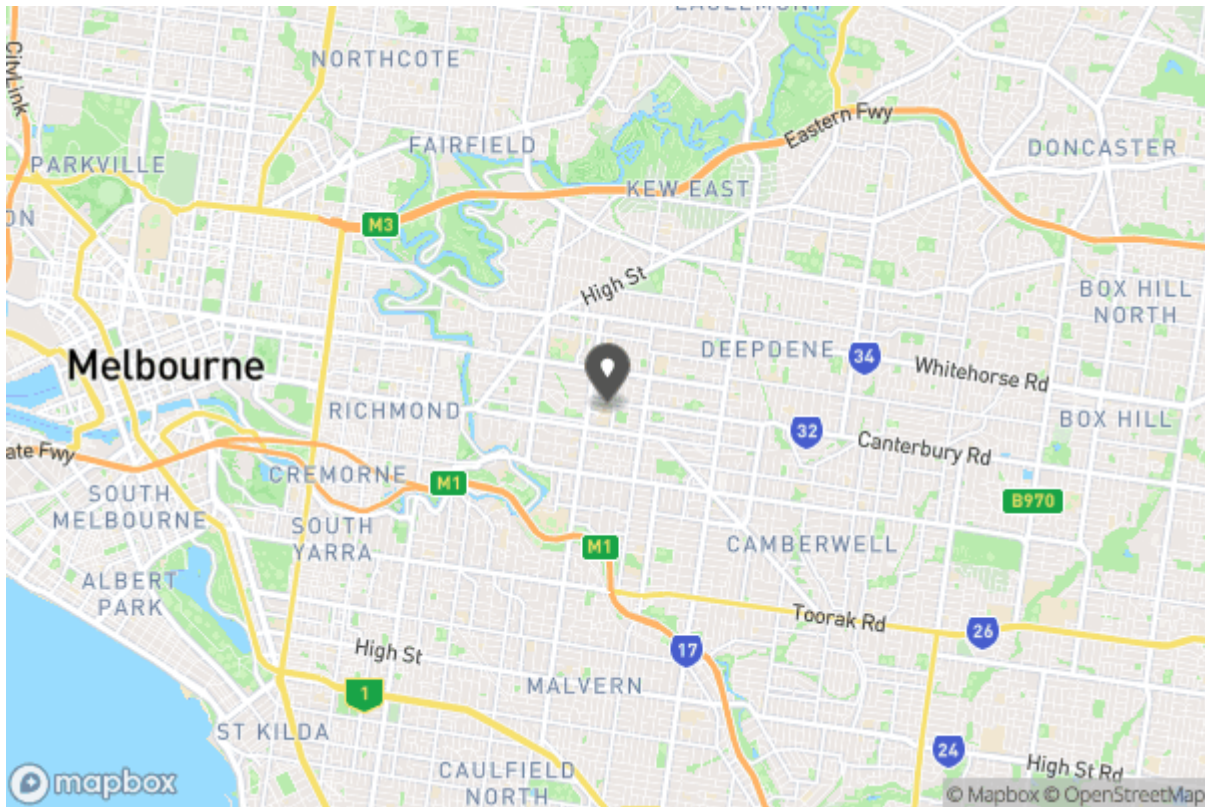 EAGLEMONT
CityLink
NORTHCOTE
Eastern Fwy
FAIRFIELD
DONCASTER
PARKVILLE
KEW EAST
ON
M3
High St
BOX HILL
NORTH
Melbourne
DEEPDENE
34
Whitehorse Rd
RICHMOND
BOX HILL
32
Canterbury Rd
ate Fwy
CREMORNE
M1
SOUTH
MELBOURNE
B970
SOUTH
YARRA
M1
CAMBERWELL
ALBERT
PARK
Toorak Rd
26
High St
17
MALVERN
1
ST KILDA
24
High St Rd
CAULFIELD
NORTH
mapbox
© Mapbox © OpenStreetMap